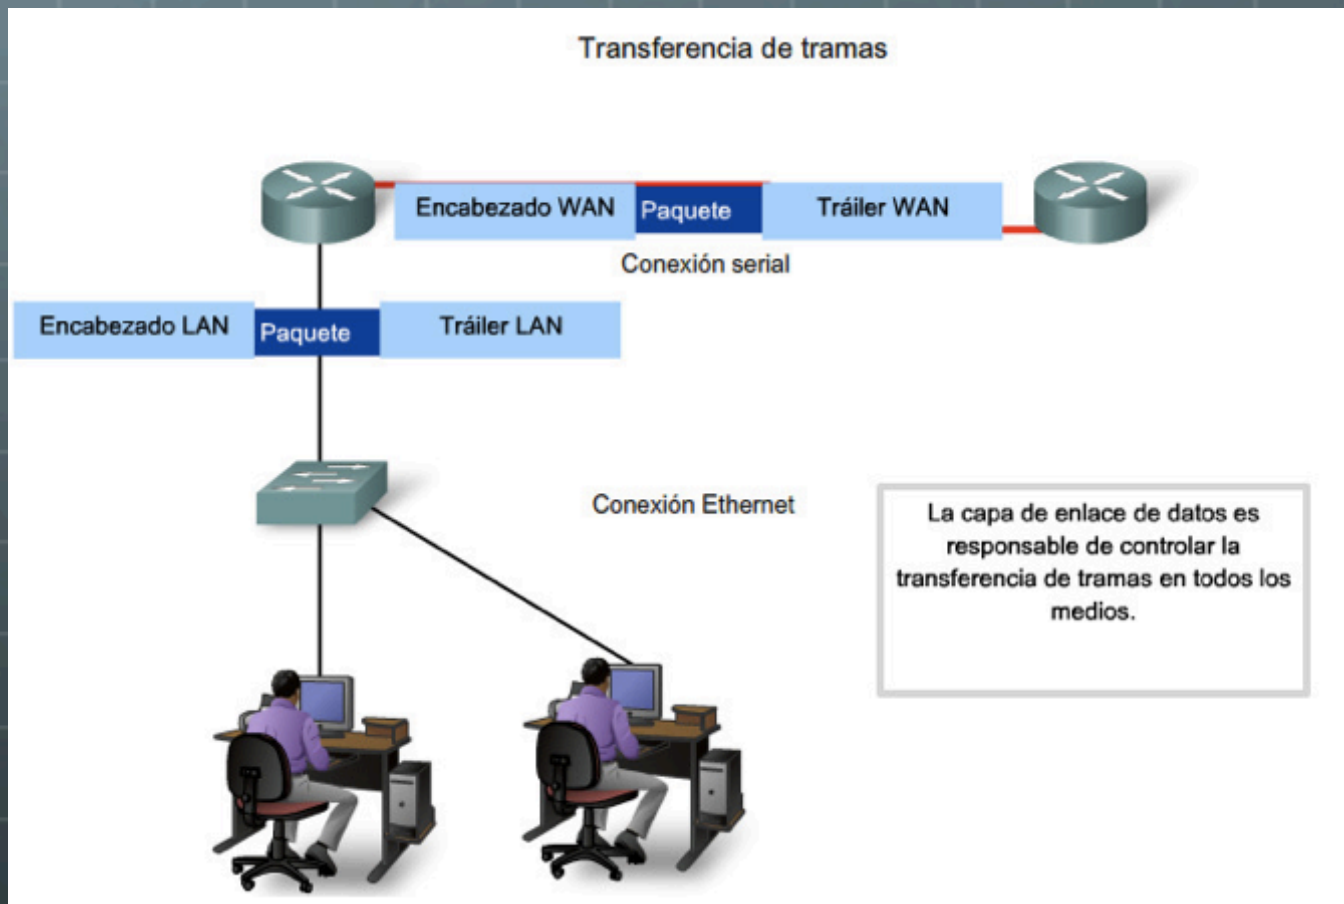 Transferencia de tramas
Encabezado WAN
Paquete
Tráiler WAN
Conexión serial
Encabezado LAN
Paquete
Tráiler LAN
Conexión Ethernet
La capa de enlace de datos es
responsable de controlar la
transferencia de tramas en todos los
medios.